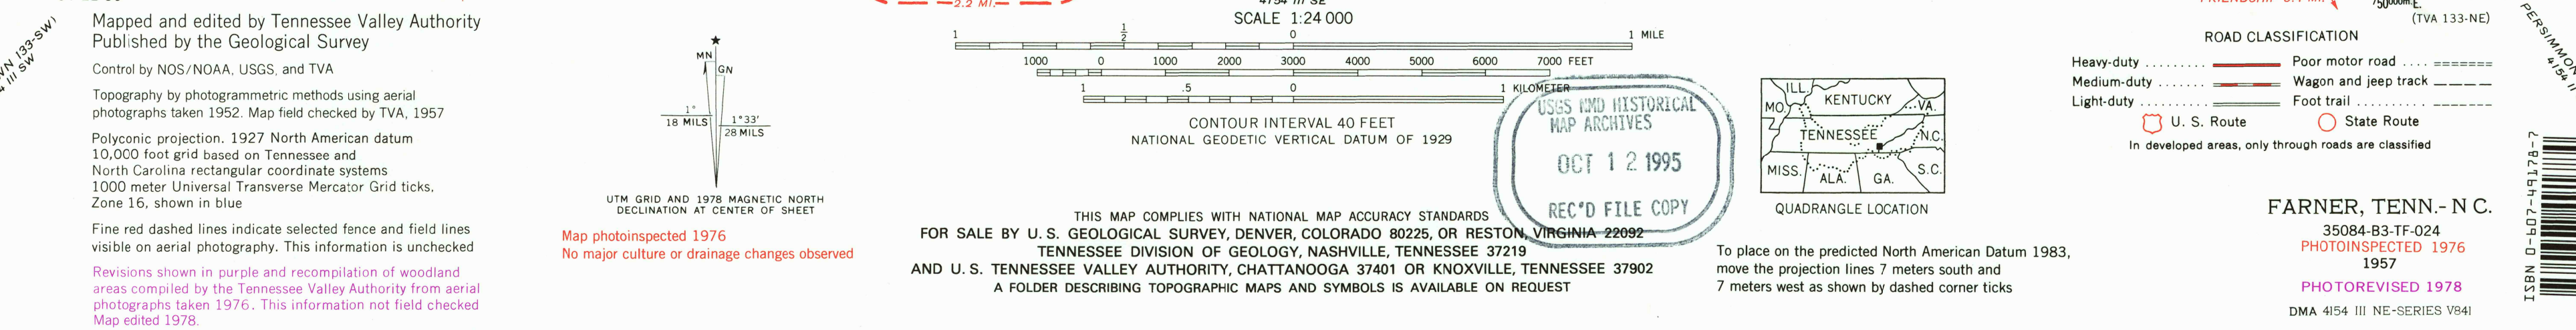 Mapped and edited by Tennessee Valley Authority
Published by the Geological Survey
Control by NOS/NOAA, USGS, and TVA
Topography by photogrammetric methods using aerial
photographs taken 1952. Map field checked by TVA, 1957
Polyconic projection. 1927 North American datum
10,000 foot grid based on Tennessee and
North Carolina rectangular coordinate systems
1000 meter Universal Transverse Mercator Grid ticks,
Zone 16, shown in blue
Fine red dashed lines indicate selected fence and field lines
visible on aerial photography. This information is unchecked
Revisions shown in purple and recompilation of woodland
areas compiled by the Tennessee Valley Authority from aerial
photographs taken 1976. This information not field checked
Map edited 1978.
MN
GN
1°
18 MILS
1°33'
28 MILS
UTM GRID AND 1978 MAGNETIC NORTH
DECLINATION AT CENTER OF SHEET
Map photoinspected 1976
No major culture or drainage changes observed
2.2 MI.
4154 III SE
SCALE 1:24 000
1 1/2 0 1 MILE
1000 0 1000 2000 3000 4000 5000 6000 7000 FEET
1 .5 0 1 KILOMETER
CONTOUR INTERVAL 40 FEET
NATIONAL GEODETIC VERTICAL DATUM OF 1929
THIS MAP COMPLIES WITH NATIONAL MAP ACCURACY STANDARDS
FOR SALE BY U. S. GEOLOGICAL SURVEY, DENVER, COLORADO 80225, OR RESTON, VIRGINIA 22092
TENNESSEE DIVISION OF GEOLOGY, NASHVILLE, TENNESSEE 37219
AND U. S. TENNESSEE VALLEY AUTHORITY, CHATTANOOGA 37401 OR KNOXVILLE, TENNESSEE 37902
A FOLDER DESCRIBING TOPOGRAPHIC MAPS AND SYMBOLS IS AVAILABLE ON REQUEST
USGS NMD HISTORICAL
MAP ARCHIVES
OCT 12 1995
REC'D FILE COPY
ILL.
KENTUCKY
VA.
MO.
TENNESSEE
N.C.
MISS.
ALA.
GA.
S.C.
QUADRANGLE LOCATION
To place on the predicted North American Datum 1983,
move the projection lines 7 meters south and
7 meters west as shown by dashed corner ticks
(TVA 133-NE)
ROAD CLASSIFICATION
Heavy-duty Poor motor road
Medium-duty Wagon and jeep track
Light-duty Foot trail
U. S. Route State Route
In developed areas, only through roads are classified
FARNER, TENN.- N C.
35084-B3-TF-024
PHOTOINSPECTED 1976
1957
PHOTOREVISED 1978
DMA 4154 III NE-SERIES V841
ISBN 0-607-49178-7